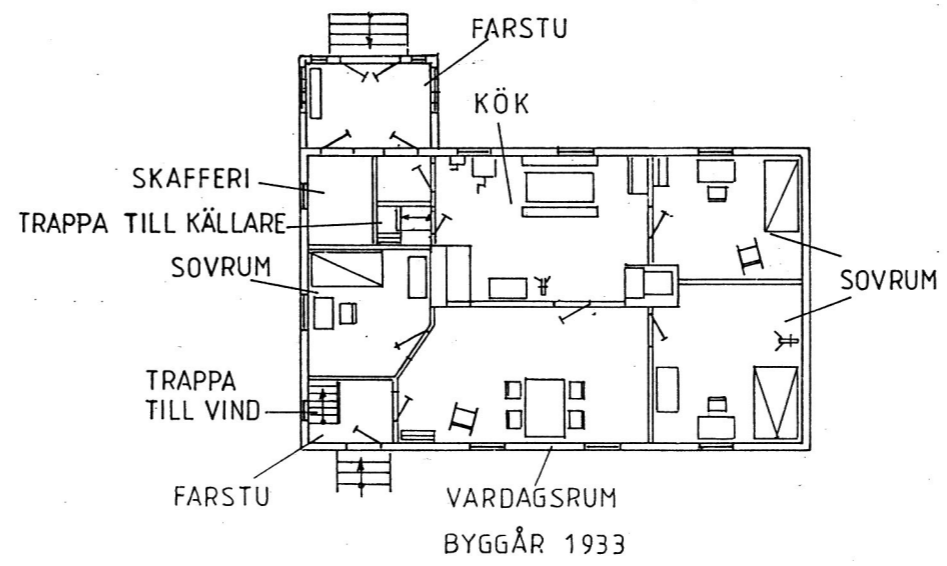 FARSTU
KÖK
SKAFFERI
TRAPPA TILL KÄLLARE
SOVRUM
SOVRUM
TRAPPA
TILL VIND
FARSTU
VARDAGSRUM
BYGGÅR 1933